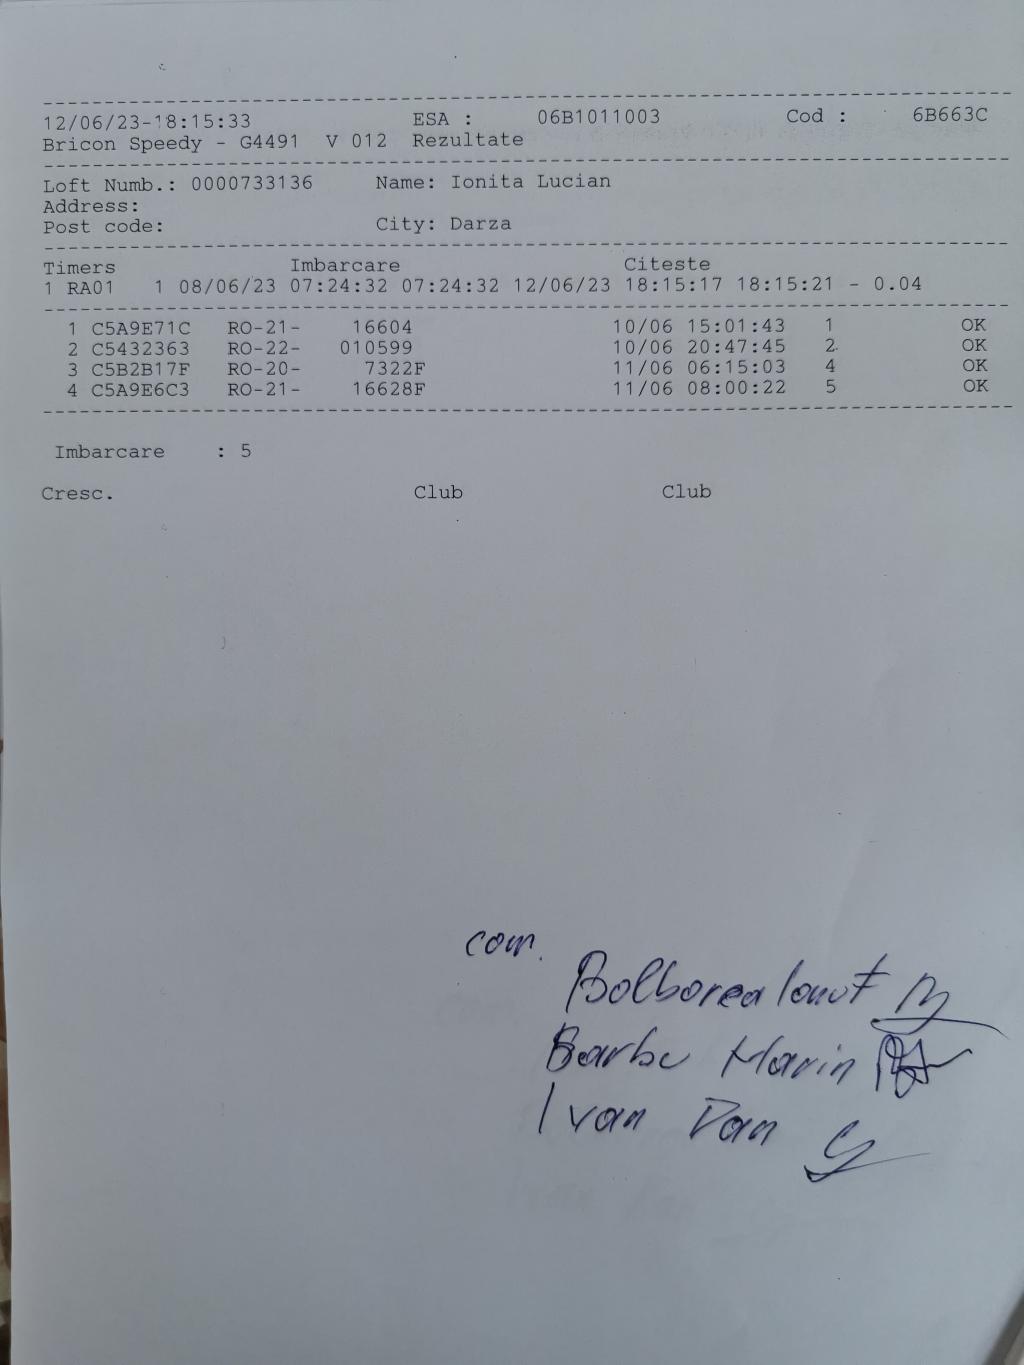 12/06/23-18:15:33 ESA : 06B1011003 Cod : 6B663C
Bricon Speedy - G4491 V 012 Rezultate
Loft Numb.: 0000733136 Name: Ionita Lucian
Address:
Post code: City: Darza
Timers Imbarcare Citeste
1 RA01 1 08/06/23 07:24:32 07:24:32 12/06/23 18:15:17 18:15:21 - 0.04
1 C5A9E71C RO-21- 16604 10/06 15:01:43 1 OK
2 C5432363 RO-22- 010599 10/06 20:47:45 2 OK
3 C5B2B17F RO-20- 7322F 11/06 06:15:03 4 OK
4 C5A9E6C3 RO-21- 16628F 11/06 08:00:22 5 OK
Imbarcare : 5
Cresc. Club Club
com.
Bolborea Ionut
Barbu Marin
Ivan Dan